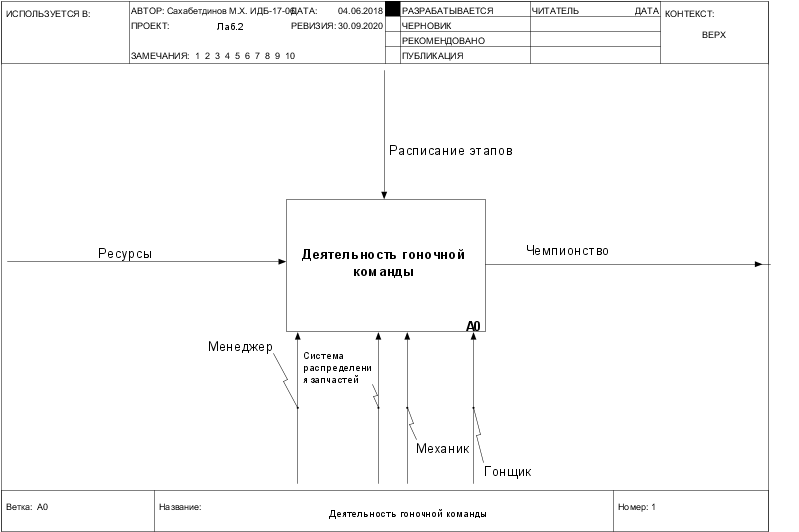 ИСПОЛЬЗУЕТСЯ В:
АВТОР: Сахабетдинов М.Х. ИДБ-17-06
ДАТА: 04.06.2018
ПРОЕКТ: Лаб.2
РЕВИЗИЯ: 30.09.2020
ЗАМЕЧАНИЯ: 1 2 3 4 5 6 7 8 9 10
РАЗРАБАТЫВАЕТСЯ
ЧЕРНОВИК
РЕКОМЕНДОВАНО
ПУБЛИКАЦИЯ
ЧИТАТЕЛЬ ДАТА
КОНТЕКСТ:
ВЕРХ
Расписание этапов
Ресурсы
Деятельность гоночной
команды
A0
Чемпионство
Менеджер
Система
распределени
я запчастей
Механик
Гонщик
Ветка: A0
Название:
Деятельность гоночной команды
Номер: 1